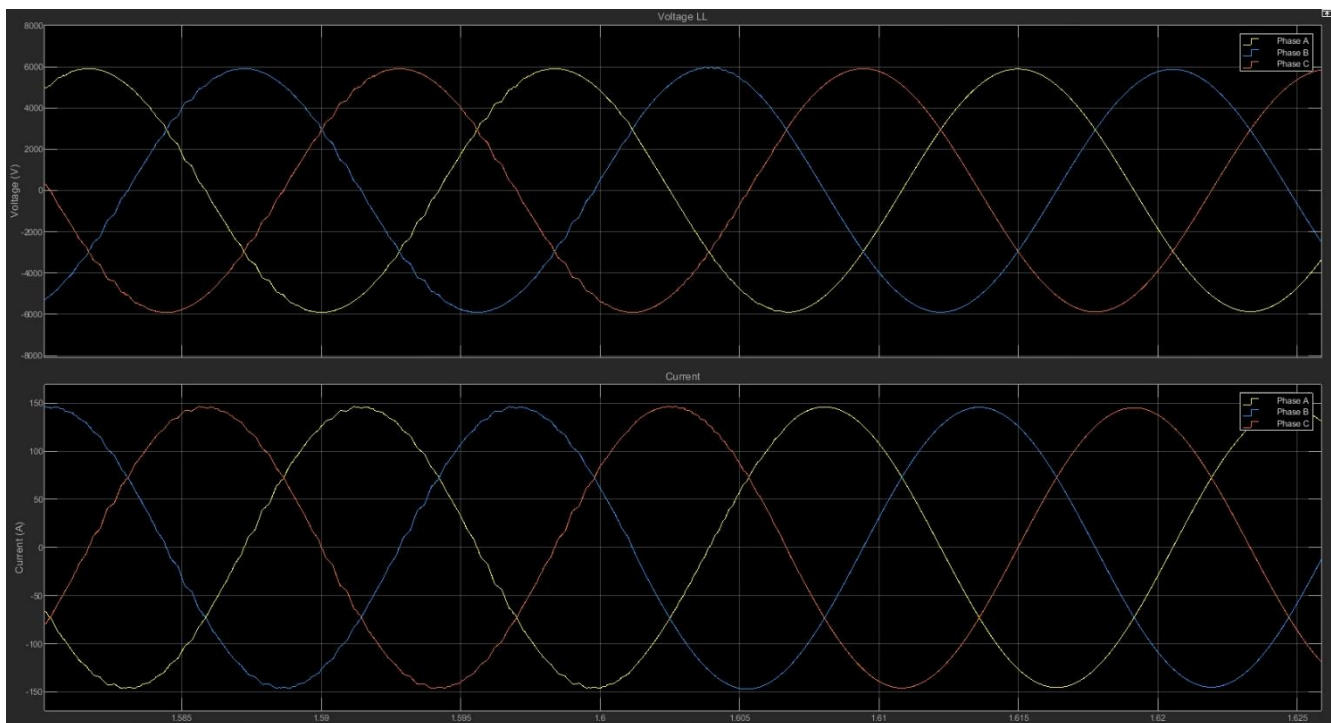 Voltage LL
8000
6000
4000
2000
0
-2000
-4000
-6000
-8000
Voltage (V)
Phase A
Phase B
Phase C
Current
150
100
50
0
-50
-100
-150
Current (A)
Phase A
Phase B
Phase C
1.585
1.59
1.595
1.6
1.605
1.61
1.615
1.62
1.625